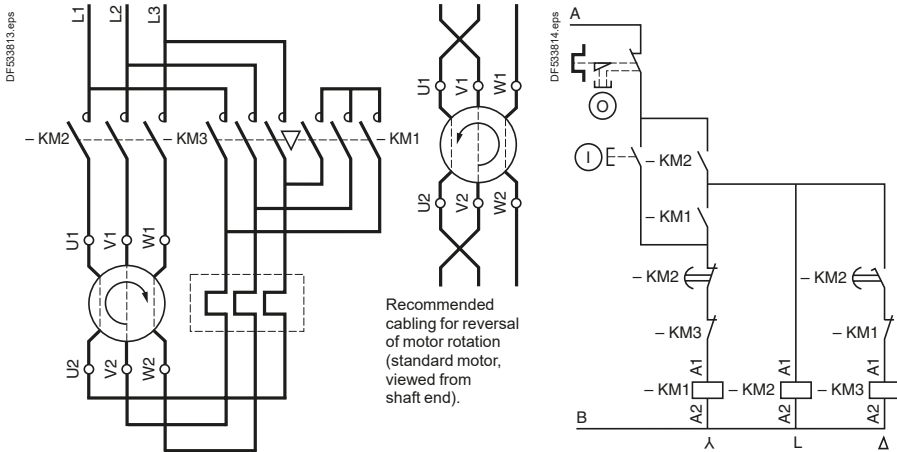 DF533813.eps
L1
L2
L3
– KM2
– KM3
– KM1
U1
V1
W1
U2
V2
W2
U1
V1
W1
U2
V2
W2
Recommended
cabling for reversal
of motor rotation
(standard motor,
viewed from
shaft end).
DF533814.eps
A
O
I
– KM2
– KM1
– KM2
– KM2
– KM3
– KM1
A1
A1
A1
– KM1
– KM2
– KM3
A2
A2
A2
B
L
Δ